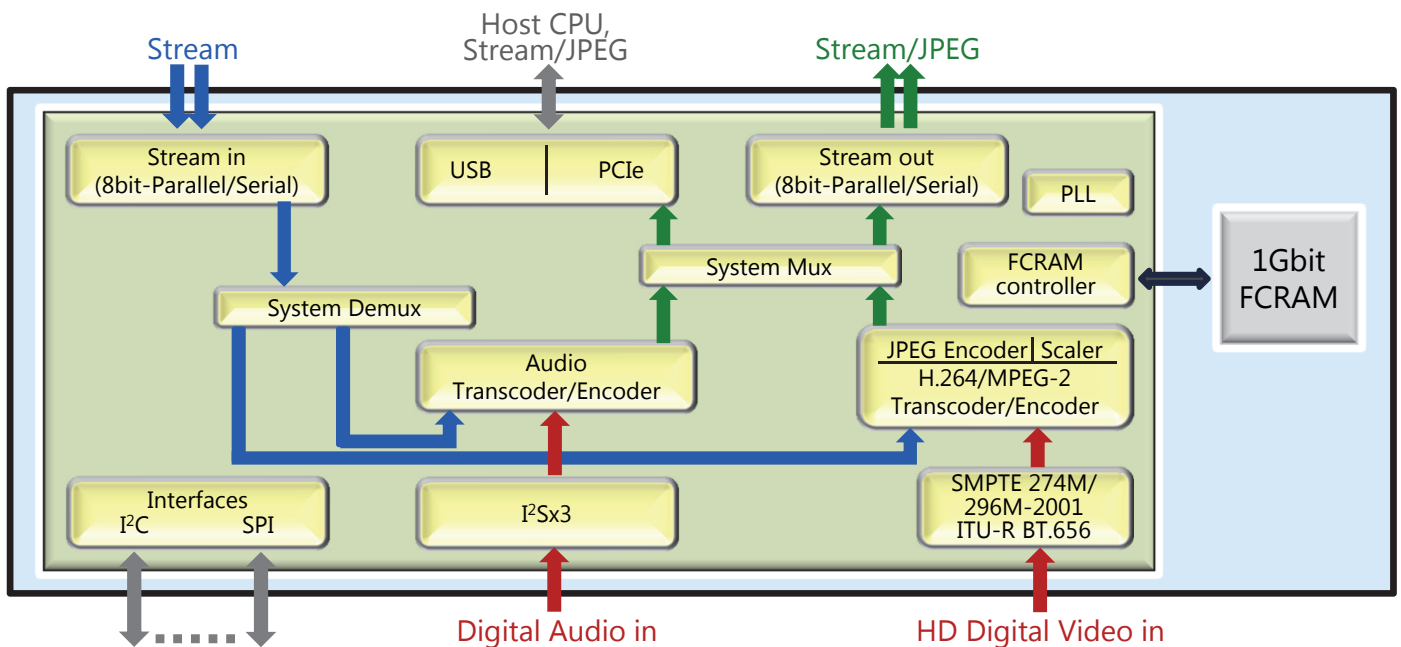 Host CPU,
Stream
Stream/JPEG
Stream/JPEG
Stream in
(8bit-Parallel/Serial)
USB
PCIe
Stream out
(8bit-Parallel/Serial)
PLL
System Mux
FCRAM
controller
1Gbit
FCRAM
System Demux
Audio
Transcoder/Encoder
JPEG Encoder Scaler
H.264/MPEG-2
Transcoder/Encoder
Interfaces
I²C SPI
I²Sx3
SMPTE 274M/
296M-2001
ITU-R BT.656
Digital Audio in
HD Digital Video in